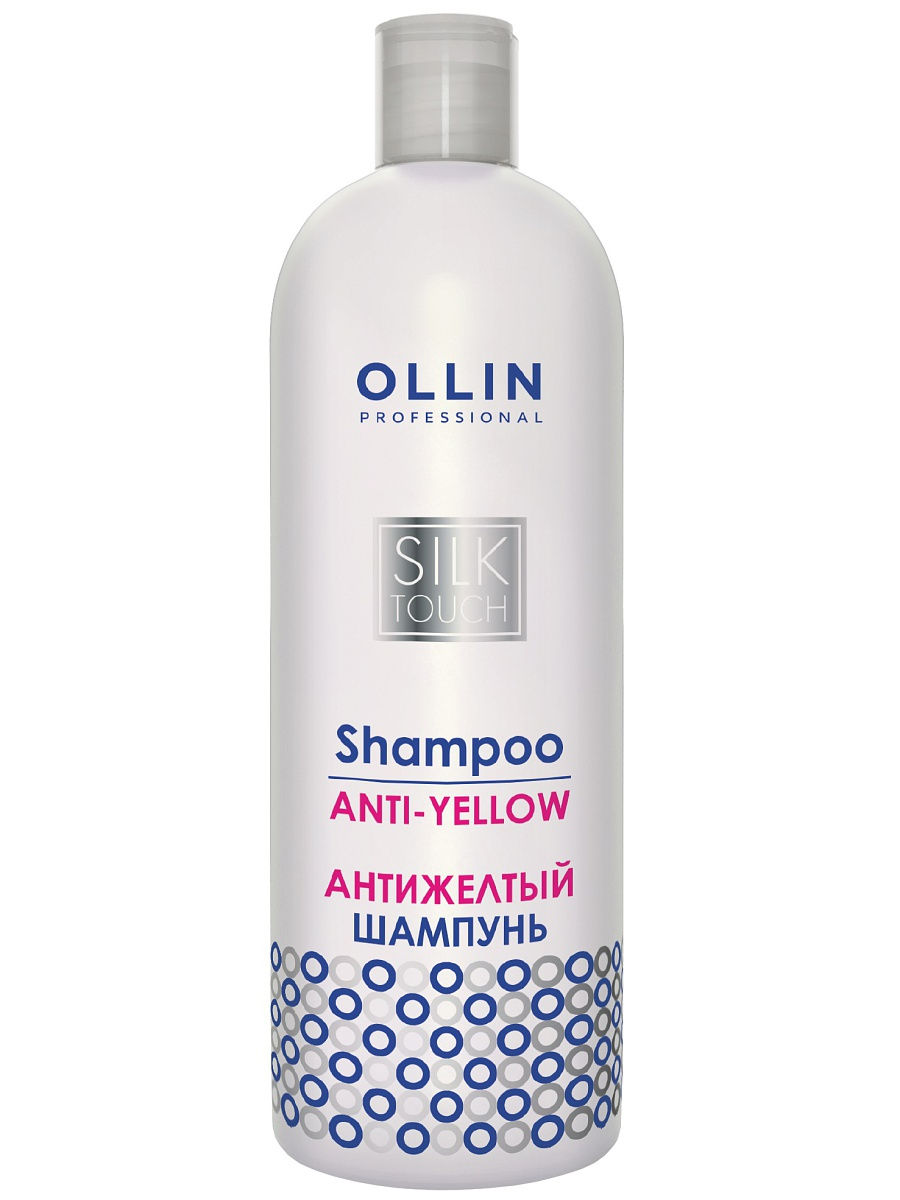 OLLIN
PROFESSIONAL
SILK
TOUCH
Shampoo
ANTI-YELLOW
АНТИЖЕЛТЫЙ
ШАМПУНЬ